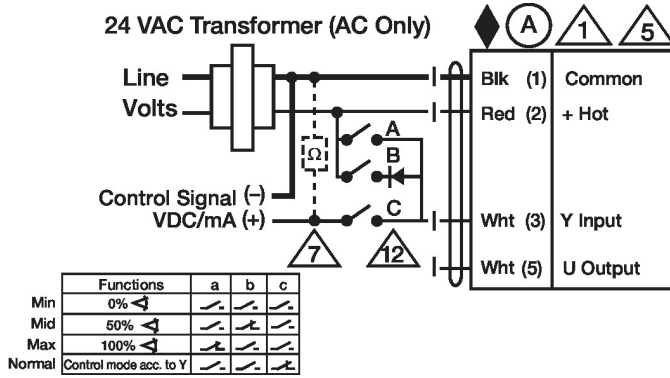 24 VAC Transformer (AC Only)
A 1 5
Line
Volts
Blk (1) Common
Red (2) + Hot
A
Ω
B
Control Signal (–)
VDC/mA (+)
C
Wht (3) Y Input
7 12
Wht (5) U Output
Functions a b c
Min 0%
Mid 50%
Max 100%
Normal Control mode acc. to Y